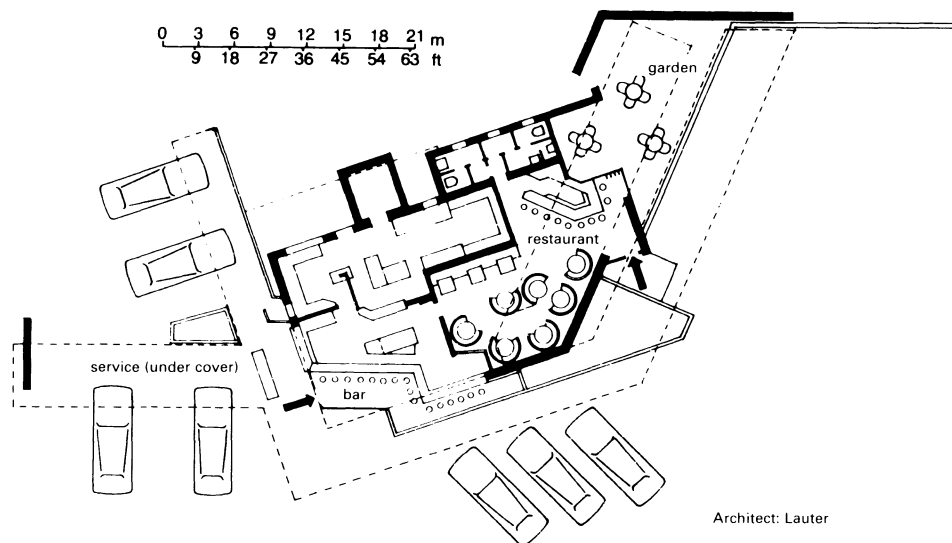 0 3 6 9 12 15 18 21 m
9 18 27 36 45 54 63 ft
garden
restaurant
service (under cover)
bar
Architect: Lauter